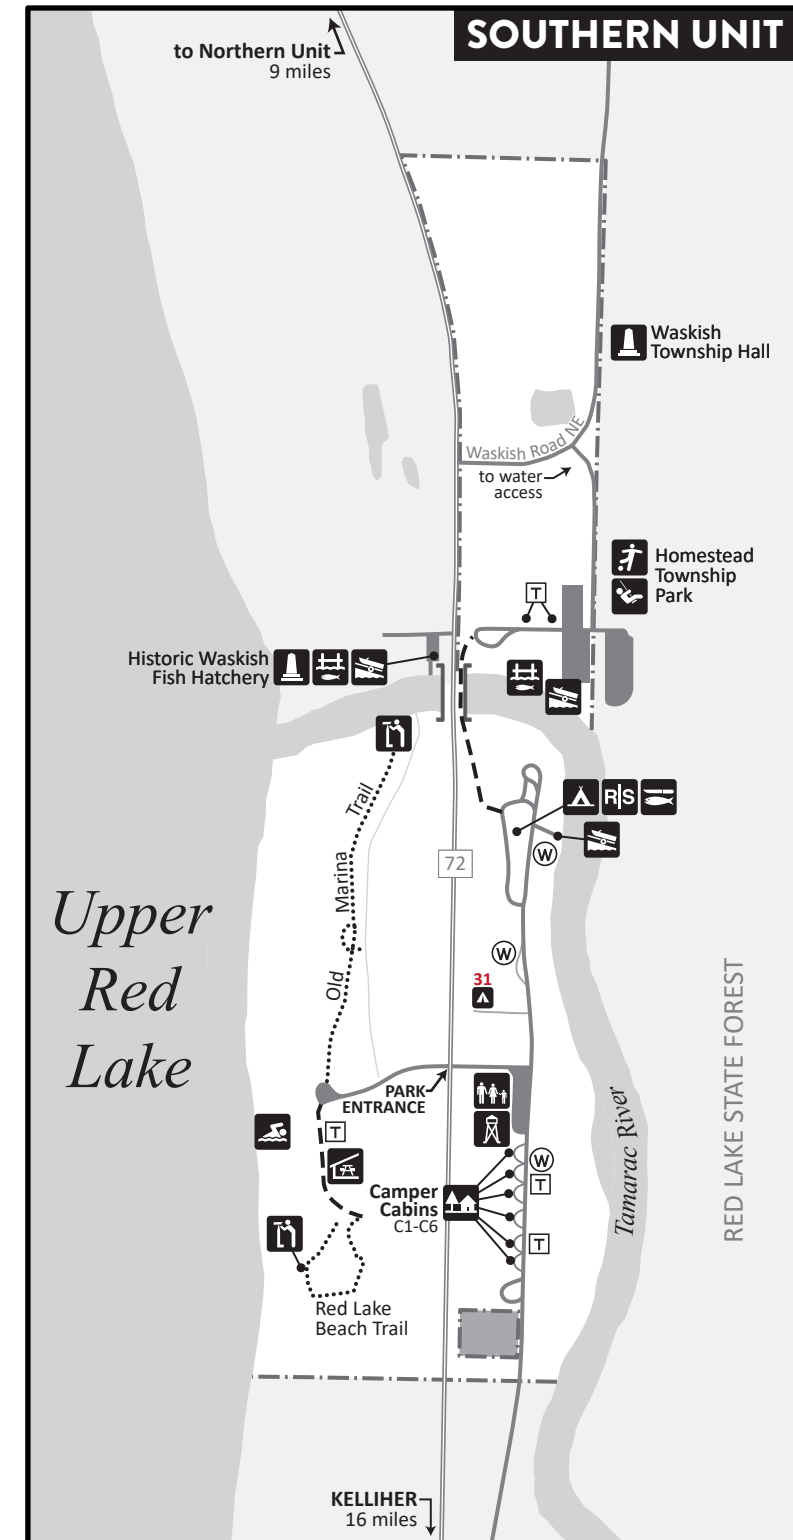 SOUTHERN UNIT
to Northern Unit
9 miles
Waskish
Township Hall
Waskish Road NE
to water
access
Homestead
Township
Park
T
Historic Waskish
Fish Hatchery
R|S
W
72
Old Marina Trail
Upper
Red
Lake
W
31
RED LAKE STATE FOREST
PARK
ENTRANCE
T
Tamarac River
W
T
Camper
Cabins
C1-C6
T
Red Lake
Beach Trail
KELLIHER
16 miles